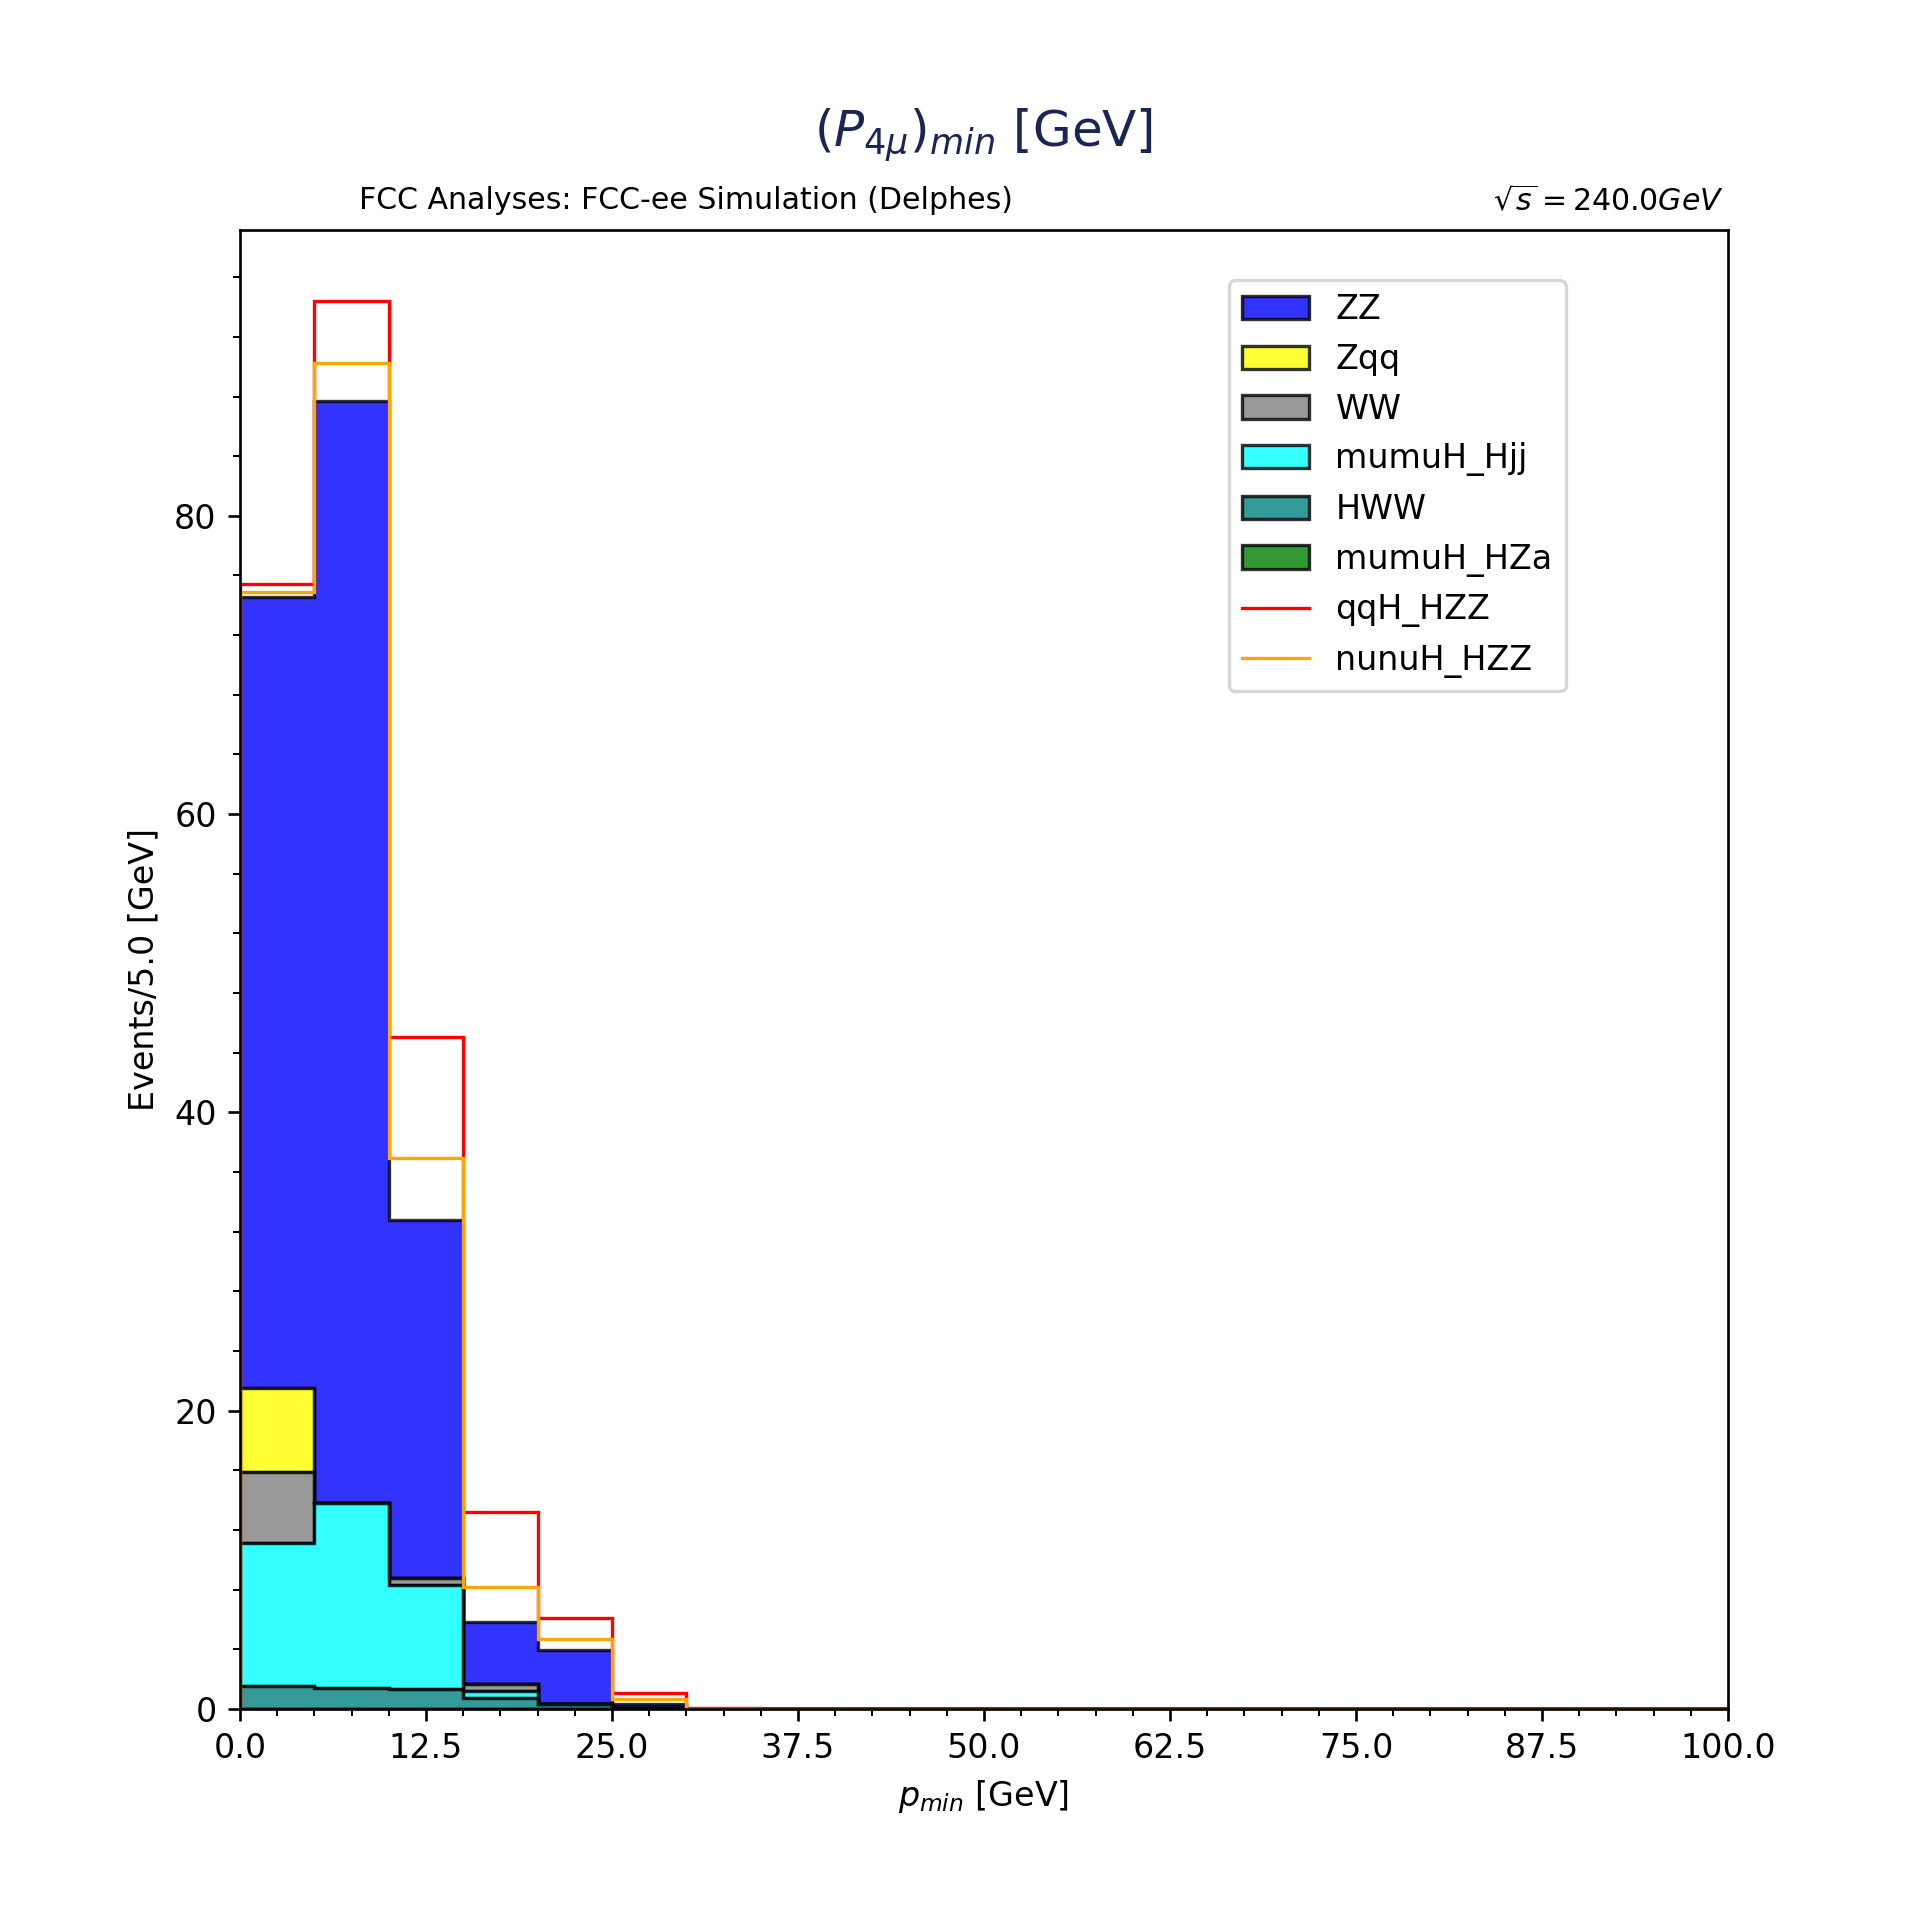 (P4μ)min [GeV]
FCC Analyses: FCC-ee Simulation (Delphes)
√s = 240.0GeV
ZZ
Zqq
WW
mumuH_Hjj
HWW
mumuH_HZa
qqH_HZZ
nunuH_HZZ
Events/5.0 [GeV]
80
60
40
20
0
0.0 12.5 25.0 37.5 50.0 62.5 75.0 87.5 100.0
pmin [GeV]